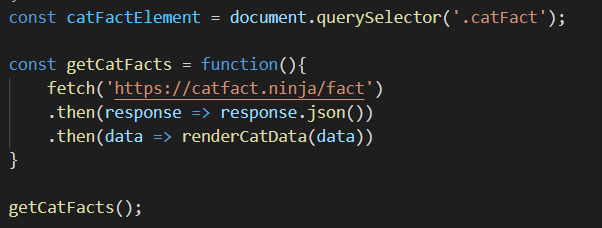 const catFactElement = document.querySelector('.catFact');
const getCatFacts = function(){
fetch('https://catfact.ninja/fact')
.then(response => response.json())
.then(data => renderCatData(data))
}
getCatFacts();